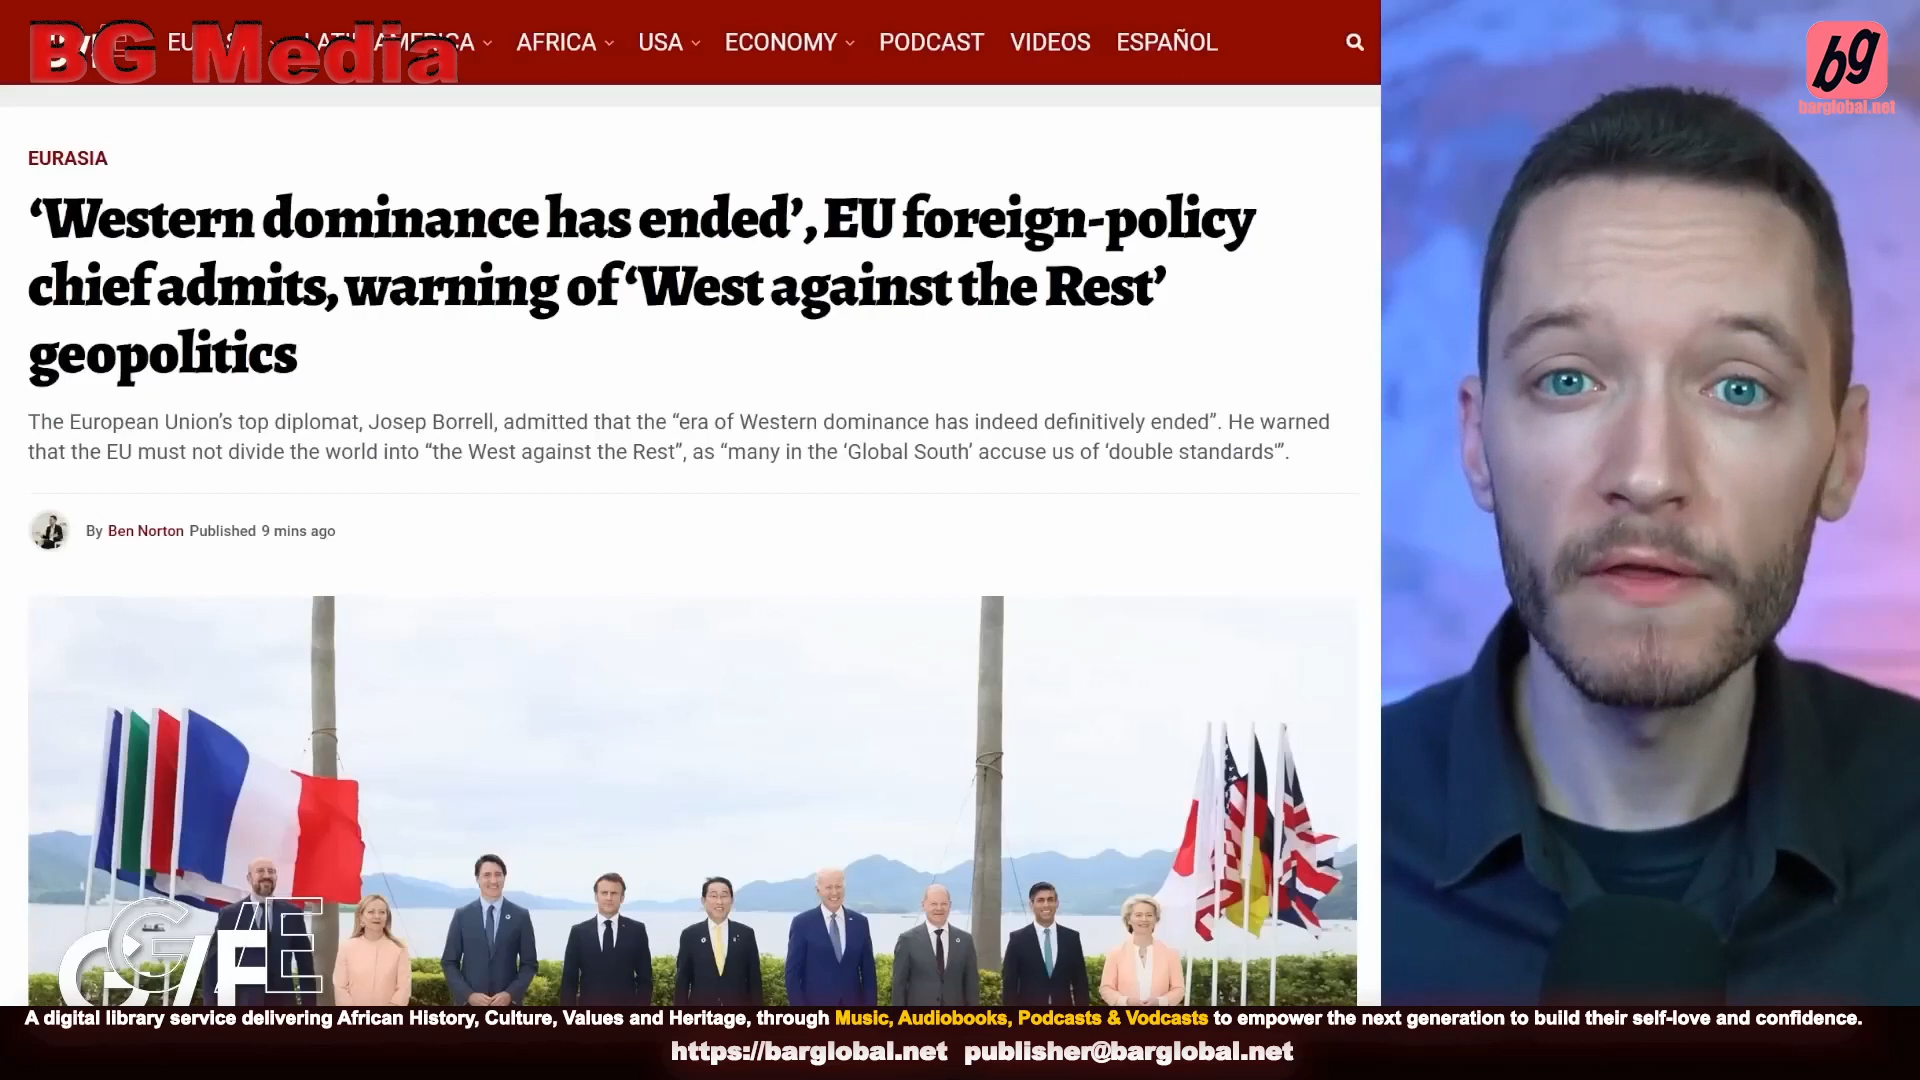 BG Media
LATIN AMERICA AFRICA USA ECONOMY PODCAST VIDEOS ESPAÑOL
bg
barglobal.net
EURASIA
‘Western dominance has ended’, EU foreign-policy
chief admits, warning of ‘West against the Rest’
geopolitics
The European Union’s top diplomat, Josep Borrell, admitted that the “era of Western dominance has indeed definitively ended”. He warned
that the EU must not divide the world into “the West against the Rest”, as “many in the ‘Global South’ accuse us of ‘double standards’”.
By Ben Norton Published 9 mins ago
A digital library service delivering African History, Culture, Values and Heritage, through Music, Audiobooks, Podcasts & Vodcasts to empower the next generation to build their self-love and confidence.
https://barglobal.net publisher@barglobal.net